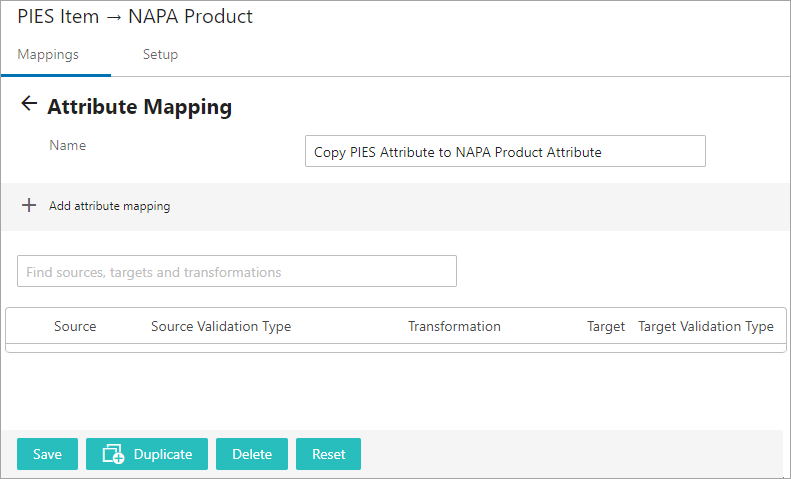 PIES Item → NAPA Product
Mappings Setup
← Attribute Mapping
Name Copy PIES Attribute to NAPA Product Attribute
+ Add attribute mapping
Find sources, targets and transformations
Source Source Validation Type Transformation Target Target Validation Type
Save Duplicate Delete Reset